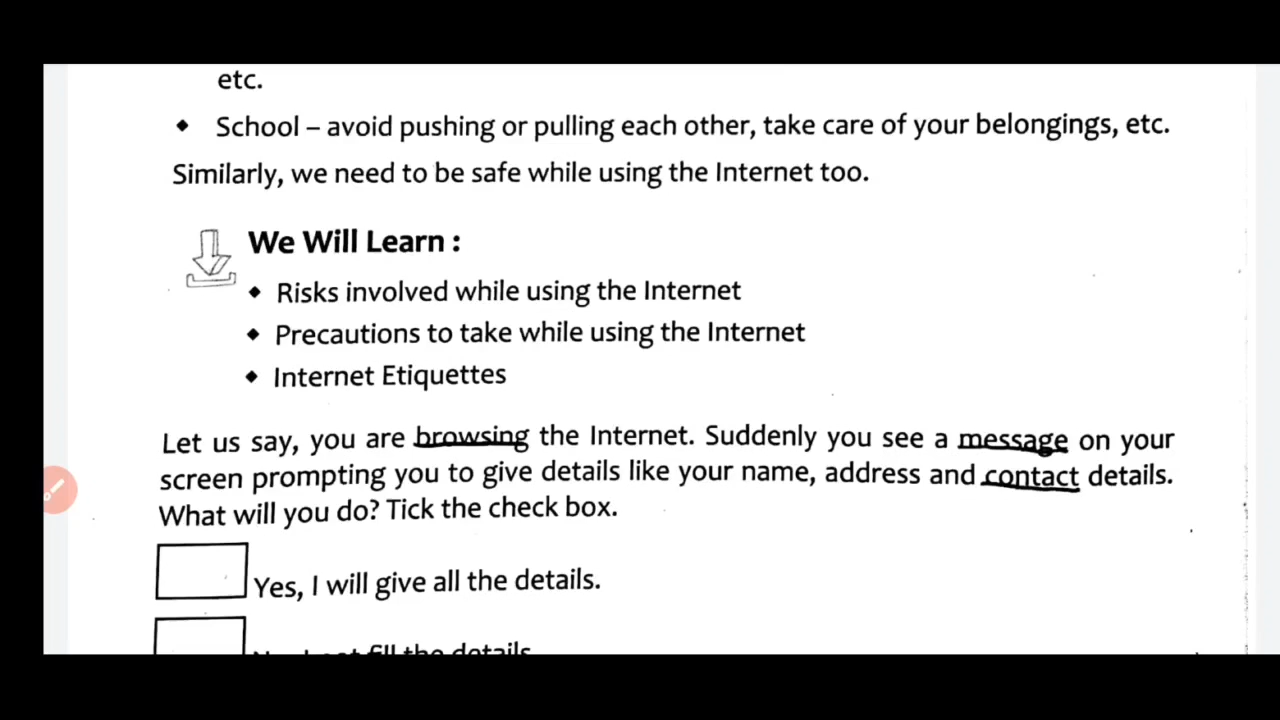 etc.
◆ School – avoid pushing or pulling each other, take care of your belongings, etc.
Similarly, we need to be safe while using the Internet too.
We Will Learn :
◆ Risks involved while using the Internet
◆ Precautions to take while using the Internet
◆ Internet Etiquettes
Let us say, you are browsing the Internet. Suddenly you see a message on your
screen prompting you to give details like your name, address and contact details.
What will you do? Tick the check box.
Yes, I will give all the details.
fill the details